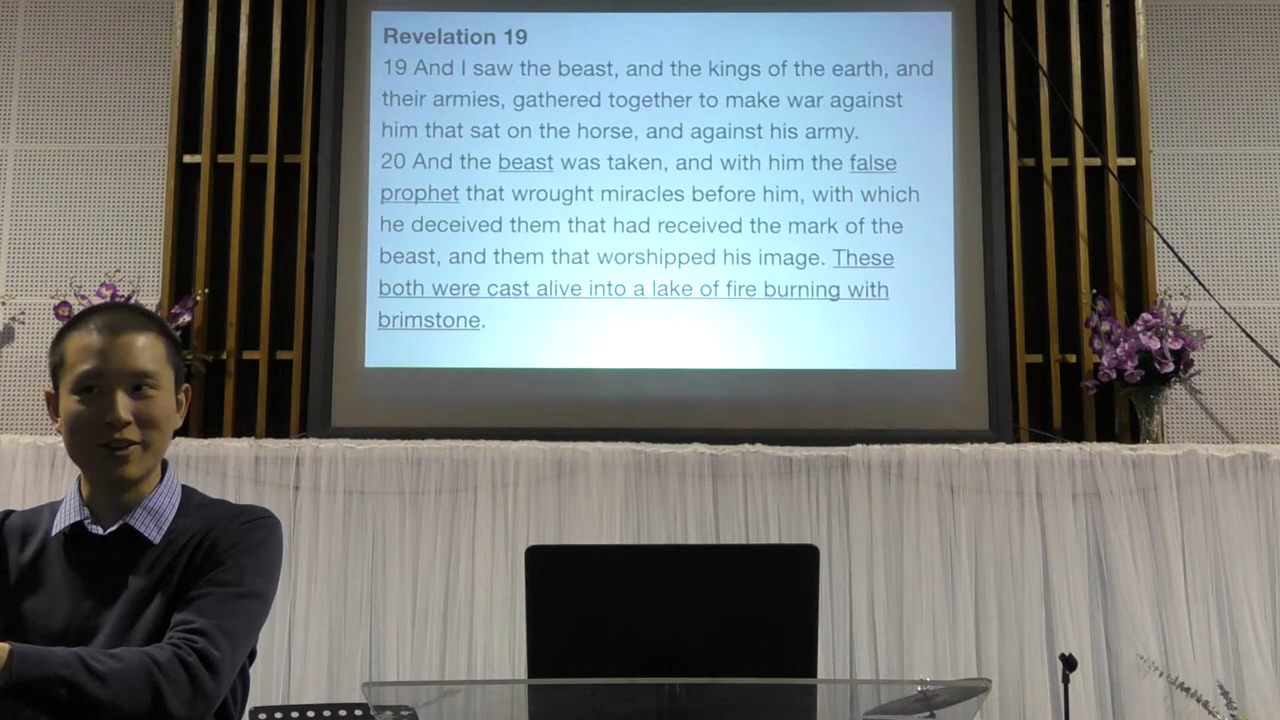 Revelation 19
19 And I saw the beast, and the kings of the earth, and
their armies, gathered together to make war against
him that sat on the horse, and against his army.
20 And the beast was taken, and with him the false
prophet that wrought miracles before him, with which
he deceived them that had received the mark of the
beast, and them that worshipped his image. These
both were cast alive into a lake of fire burning with
brimstone.